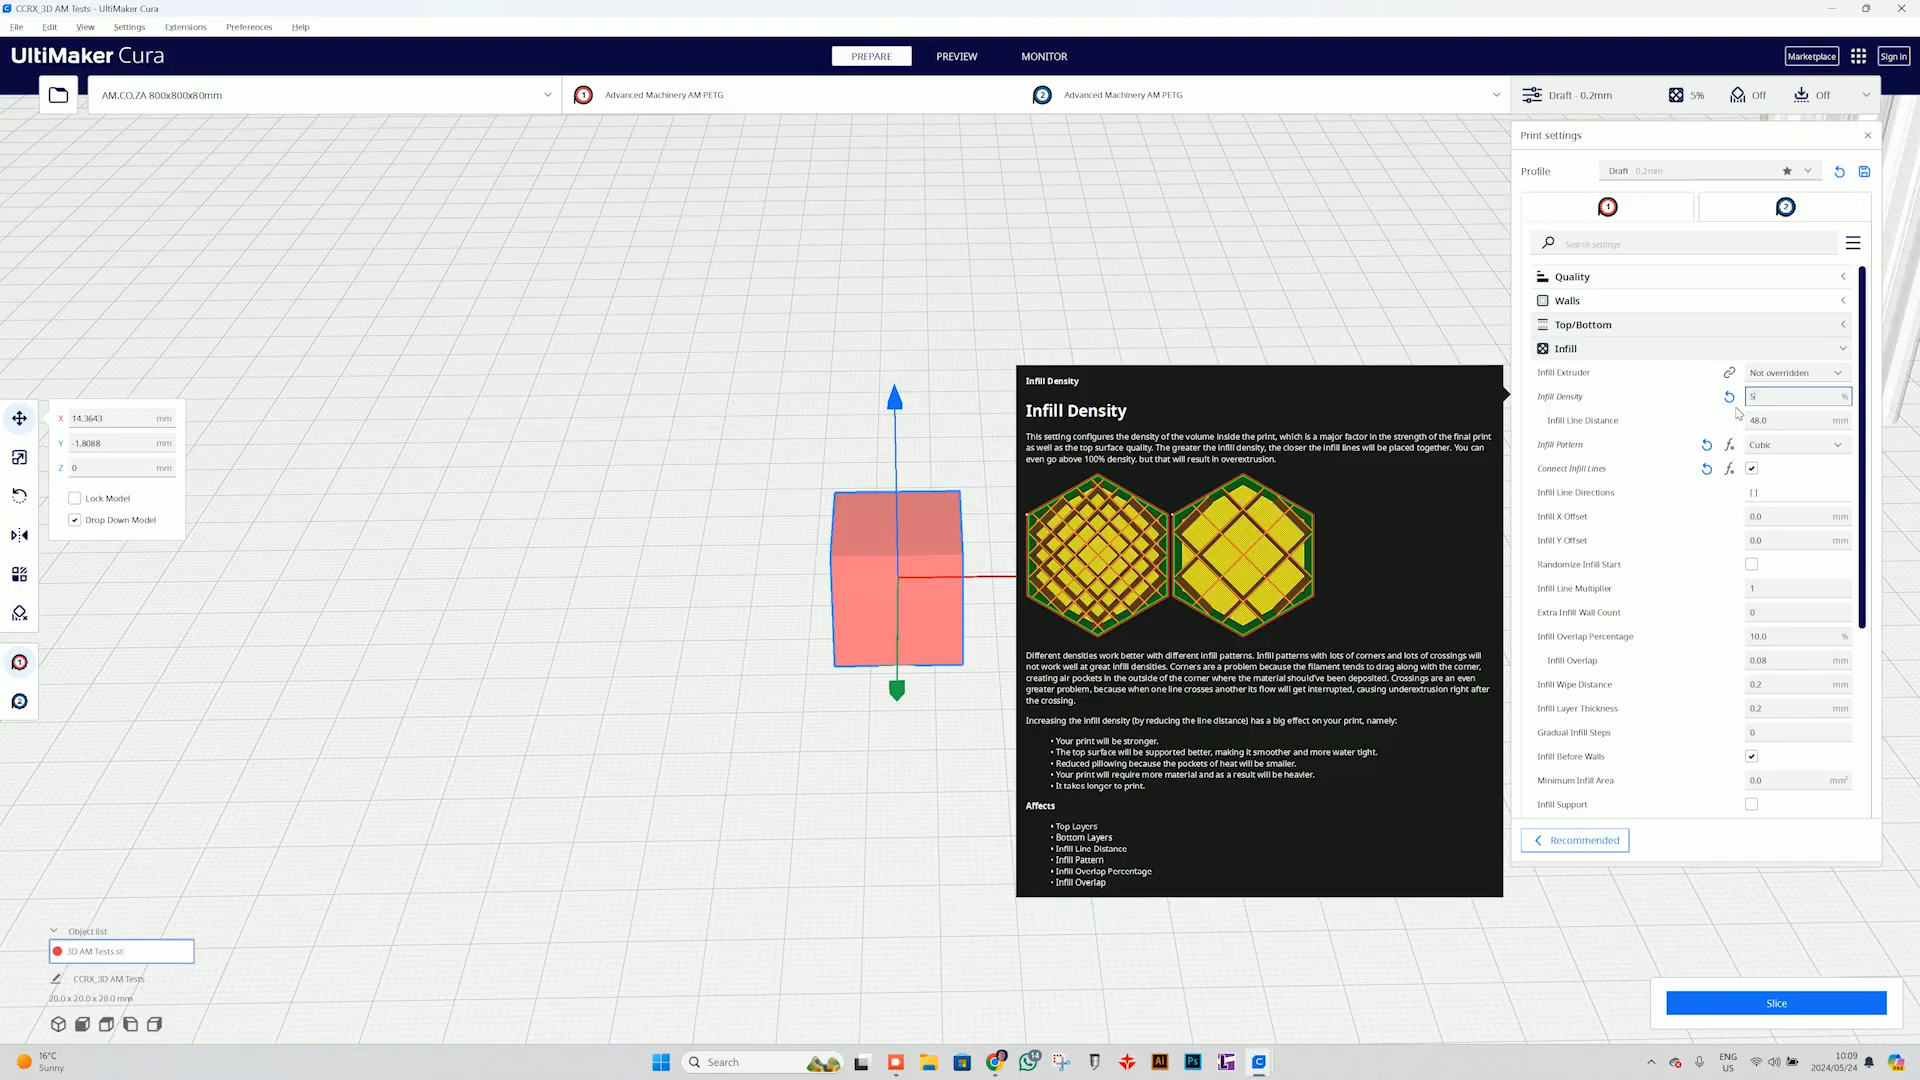 CCRX_3D AM Tests - UltiMaker Cura
File Edit View Settings Extensions Preferences Help
UltiMaker Cura
PREPARE PREVIEW MONITOR
Marketplace
Sign in
AM.CO.ZA 800x800x80mm
1 Advanced Machinery AM PETG
2 Advanced Machinery AM PETG
Draft - 0.2mm 5% Off Off
Print settings
Profile Draft - 0.2mm
1 2
Search settings
Quality
Walls
Top/Bottom
Infill
Infill Extruder Not overridden
Infill Density 5 %
Infill Line Distance 48.0 mm
Infill Pattern Cubic
Connect Infill Lines
Infill Line Directions [ ]
Infill X Offset 0.0 mm
Infill Y Offset 0.0 mm
Randomize Infill Start
Infill Line Multiplier 1
Extra Infill Wall Count 0
Infill Overlap Percentage 10.0 %
Infill Overlap 0.08 mm
Infill Wipe Distance 0.2 mm
Infill Layer Thickness 0.2 mm
Gradual Infill Steps 0
Infill Before Walls
Minimum Infill Area 0.0 mm²
Infill Support
Recommended
Infill Density
Infill Density
This setting configures the density of the volume inside the print, which is a major factor in the strength of the final print
as well as the top surface quality. The greater the infill density, the closer the infill lines will be placed together. You can
even go above 100% density, but that will result in overextrusion.
Different densities work better with different infill patterns. Infill patterns with lots of corners and lots of crossings will
not work well at great infill densities. Corners are a problem because the filament tends to drag along with the corner,
creating air pockets in the outside of the corner where the material should've been deposited. Crossings are an even
greater problem, because when one line crosses another its flow will get interrupted, causing underextrusion right after
the crossing.
Increasing the infill density (by reducing the line distance) has a big effect on your print, namely:
• Your print will be stronger.
• The top surface will be supported better, making it smoother and more water tight.
• Reduced pillowing because the pockets of heat will be smaller.
• Your print will require more material and as a result will be heavier.
• It takes longer to print.
Affects
• Top Layers
• Bottom Layers
• Infill Line Distance
• Infill Pattern
• Infill Overlap Percentage
• Infill Overlap
X 14.3643 mm
Y -1.8088 mm
Z 0 mm
Lock Model
Drop Down Model
1
2
Object list
3D AM Tests.stl
CCRX_3D AM Tests
20.0 x 20.0 x 20.0 mm
Slice
16°C
Sunny
Search
14
Ai
Ps
ENG
US
10:09
2024/05/24